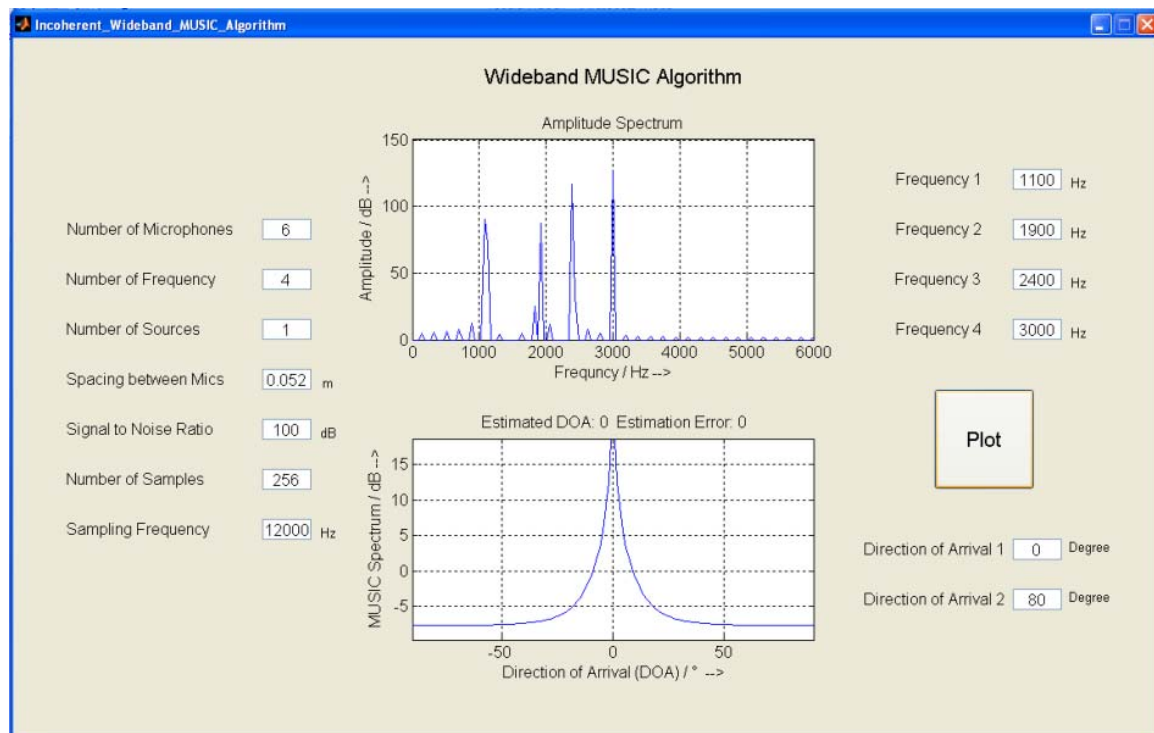 Incoherent_Wideband_MUSIC_Algorithm
Wideband MUSIC Algorithm
Number of Microphones 6
Number of Frequency 4
Number of Sources 1
Spacing between Mics 0.052 m
Signal to Noise Ratio 100 dB
Number of Samples 256
Sampling Frequency 12000 Hz
Amplitude Spectrum
Amplitude / dB -->
150
100
50
0
0 1000 2000 3000 4000 5000 6000
Frequncy / Hz -->
Estimated DOA: 0 Estimation Error: 0
MUSIC Spectrum / dB -->
15
10
5
0
-5
-50 0 50
Direction of Arrival (DOA) / ° -->
Frequency 1 1100 Hz
Frequency 2 1900 Hz
Frequency 3 2400 Hz
Frequency 4 3000 Hz
Plot
Direction of Arrival 1 0 Degree
Direction of Arrival 2 80 Degree